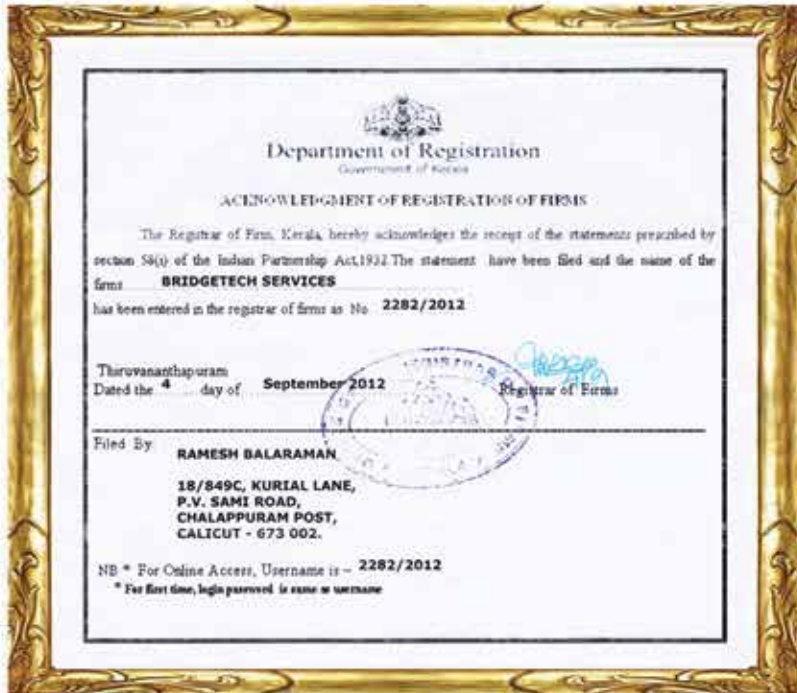 Department of Registration
Government of Kerala
ACKNOWLEDGMENT OF REGISTRATION OF FIRMS
The Registrar of Firm, Kerala, hereby acknowledges the receipt of the statements prescribed by
section 58(1) of the Indian Partnership Act,1932.The statement have been filed and the name of the
firms BRIDGETECH SERVICES
has been entered in the registrar of firms as No 2282/2012
Thiruvananthapuram
Dated the 4 day of September 2012
Registrar of Firms
Filed By:
RAMESH BALARAMAN
18/849C, KURIAL LANE,
P.V. SAMI ROAD,
CHALAPPURAM POST,
CALICUT - 673 002.
NB * For Online Access, Username is - 2282/2012
* For first time, login password is same as username